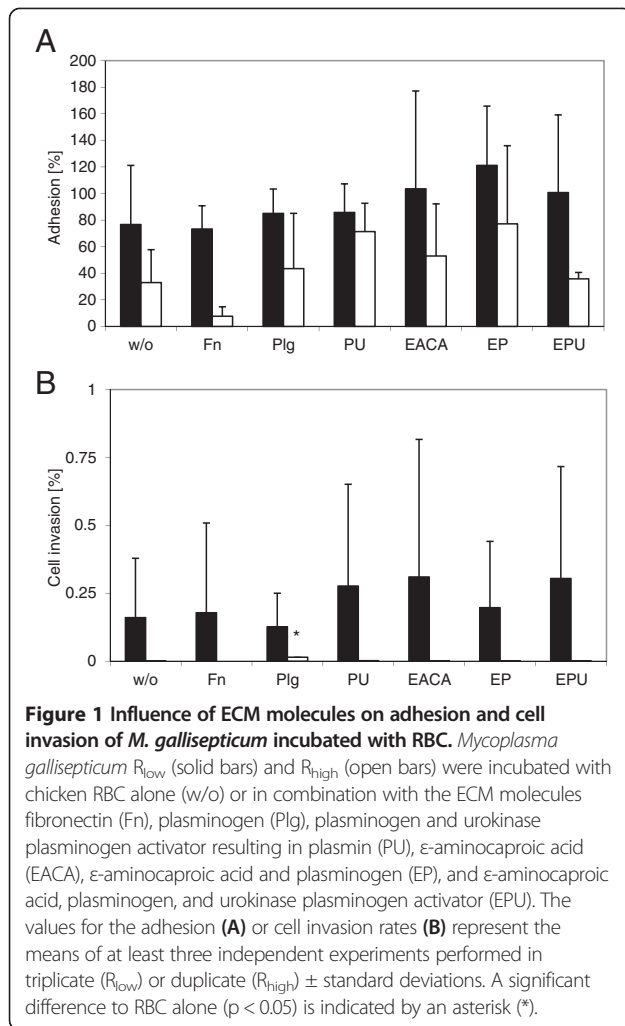 A
200
180
160
140
120
100
80
60
40
20
0
Adhesion [%]
w/o Fn Plg PU EACA EP EPU
B
1
0.75
0.5
0.25
0
Cell invasion [%]
*
w/o Fn Plg PU EACA EP EPU
Figure 1 Influence of ECM molecules on adhesion and cell
invasion of M. gallisepticum incubated with RBC. Mycoplasma
gallisepticum Rlow (solid bars) and Rhigh (open bars) were incubated with
chicken RBC alone (w/o) or in combination with the ECM molecules
fibronectin (Fn), plasminogen (Plg), plasminogen and urokinase
plasminogen activator resulting in plasmin (PU), ε-aminocaproic acid
(EACA), ε-aminocaproic acid and plasminogen (EP), and ε-aminocaproic
acid, plasminogen, and urokinase plasminogen activator (EPU). The
values for the adhesion (A) or cell invasion rates (B) represent the
means of at least three independent experiments performed in
triplicate (Rlow) or duplicate (Rhigh) ± standard deviations. A significant
difference to RBC alone (p < 0.05) is indicated by an asterisk (*).